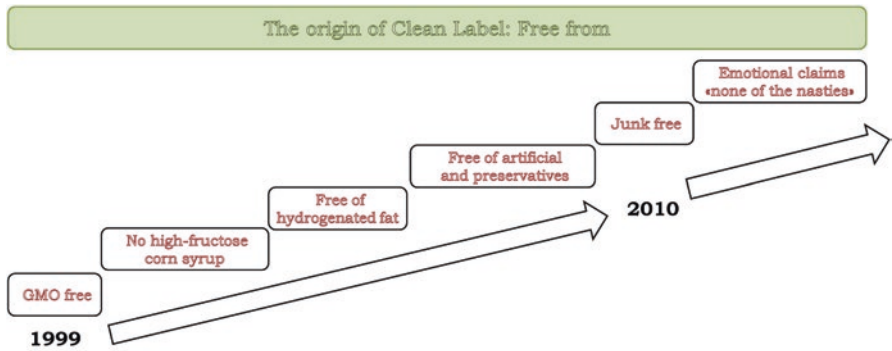 The origin of Clean Label: Free from
Emotional claims
«none of the nasties»
Junk free
Free of artificial
and preservatives
Free of
hydrogenated fat
No high-fructose
corn syrup
GMO free
1999
2010